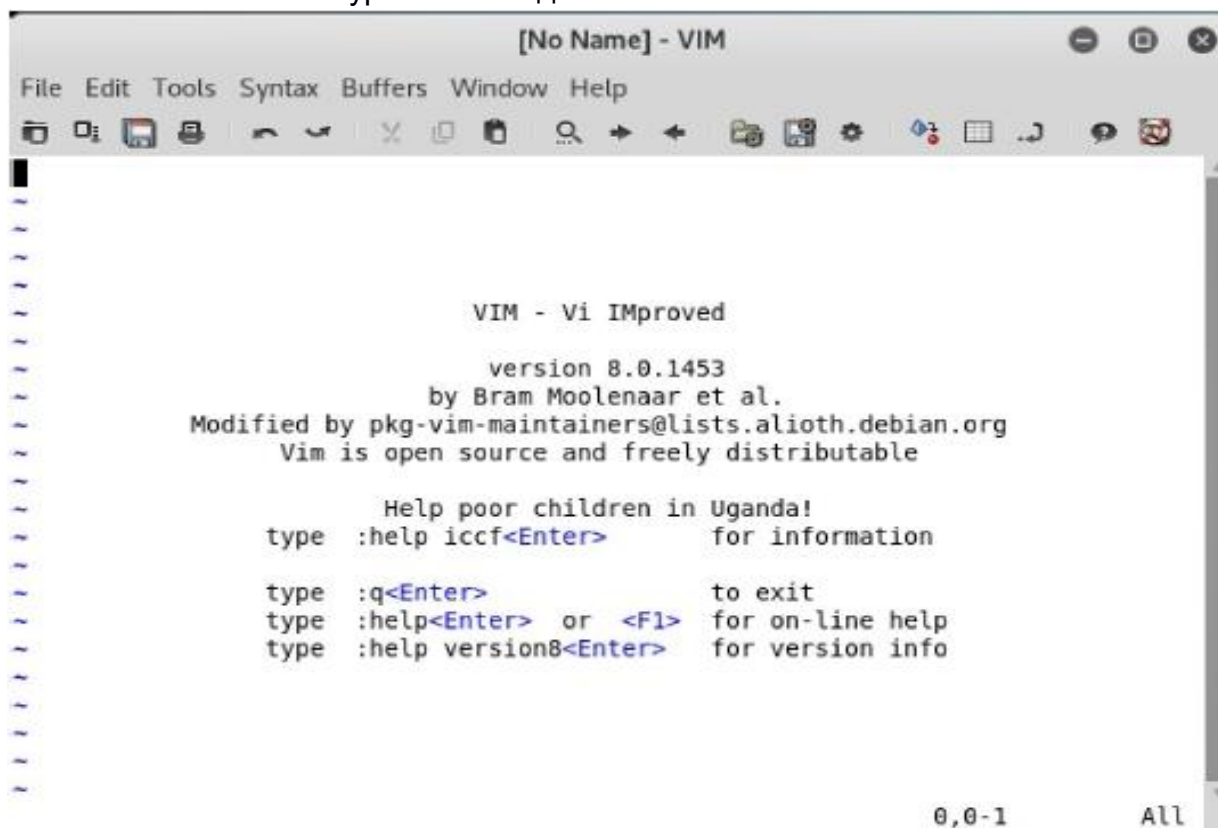 [No Name] - VIM
File Edit Tools Syntax Buffers Window Help
VIM - Vi IMproved
version 8.0.1453
by Bram Moolenaar et al.
Modified by pkg-vim-maintainers@lists.alioth.debian.org
Vim is open source and freely distributable
Help poor children in Uganda!
type :help iccf<Enter> for information
type :q<Enter> to exit
type :help<Enter> or <F1> for on-line help
type :help version8<Enter> for version info
0,0-1 All